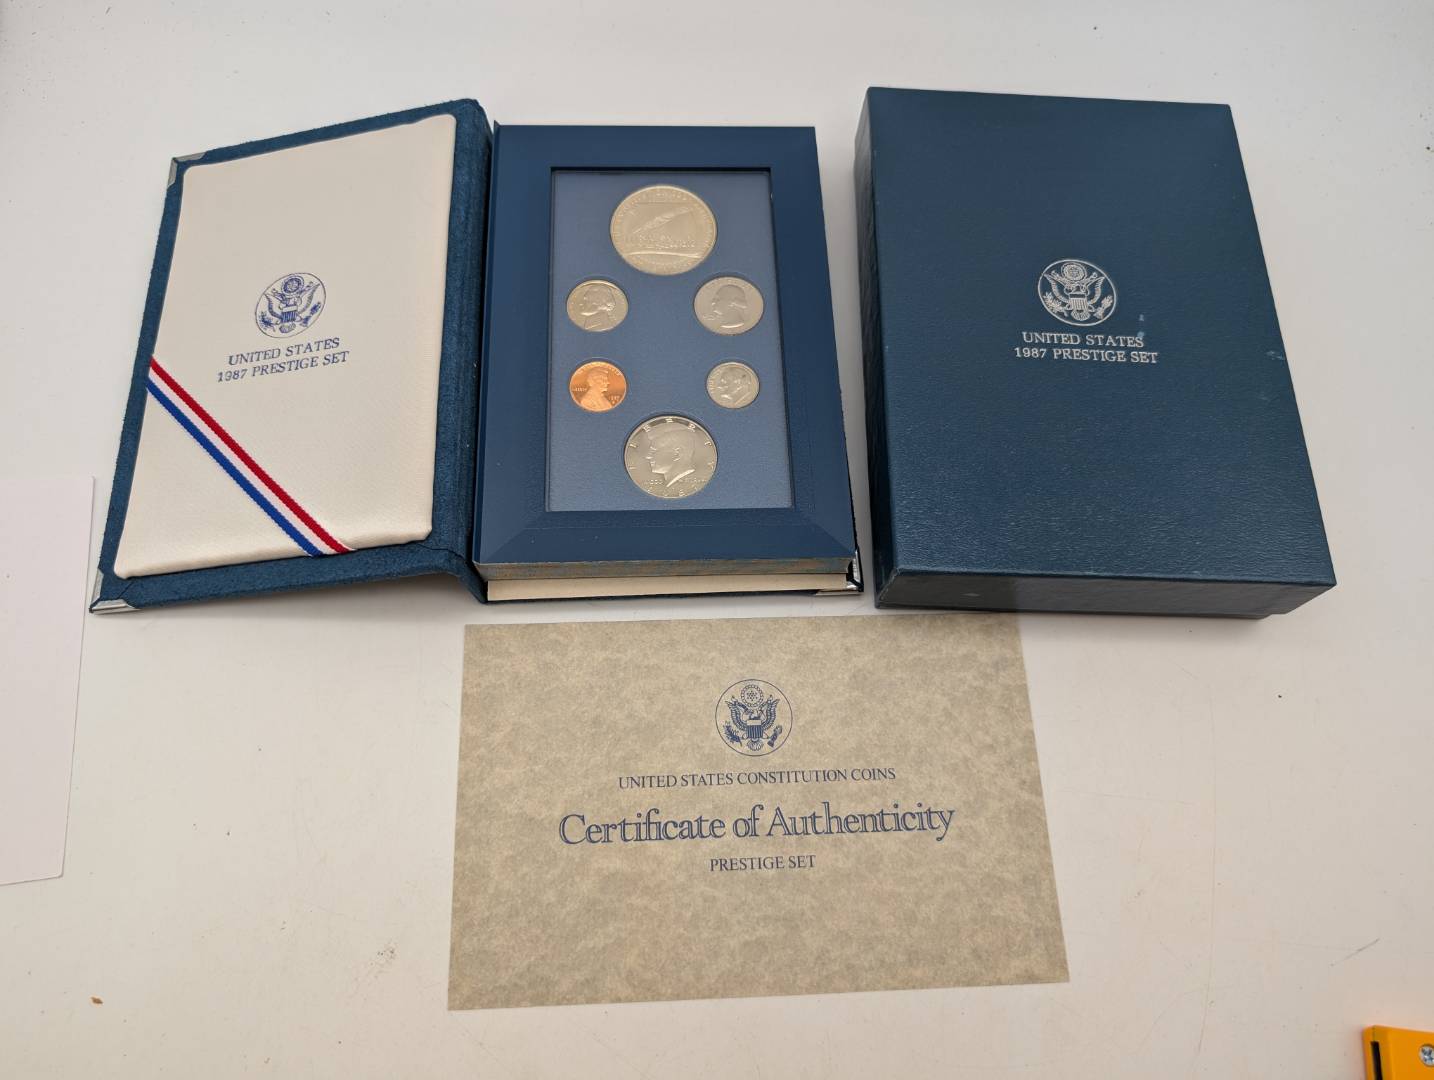 UNITED STATES
1987 PRESTIGE SET
UNITED STATES
1987 PRESTIGE SET
LIBERTY
UNITED STATES CONSTITUTION COINS
Certificate of Authenticity
PRESTIGE SET